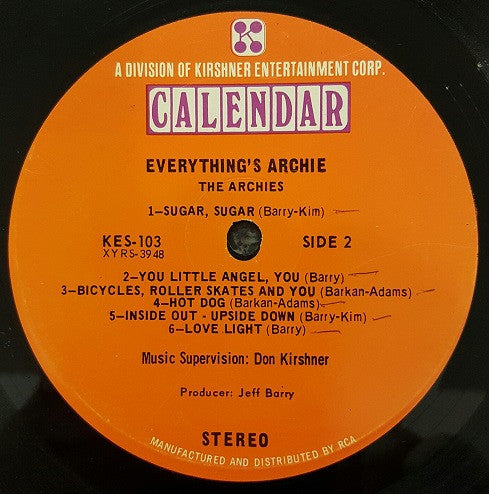 A DIVISION OF KIRSHNER ENTERTAINMENT CORP.
CALENDAR
EVERYTHING'S ARCHIE
THE ARCHIES
1—SUGAR, SUGAR (Barry-Kim)
KES-103
XYRS-3948
SIDE 2
2—YOU LITTLE ANGEL, YOU (Barry)
3—BICYCLES, ROLLER SKATES AND YOU (Barkan-Adams)
4—HOT DOG (Barkan-Adams)
5—INSIDE OUT - UPSIDE DOWN (Barry-Kim)
6—LOVE LIGHT (Barry)
Music Supervision: Don Kirshner
Producer: Jeff Barry
STEREO
MANUFACTURED AND DISTRIBUTED BY RCA